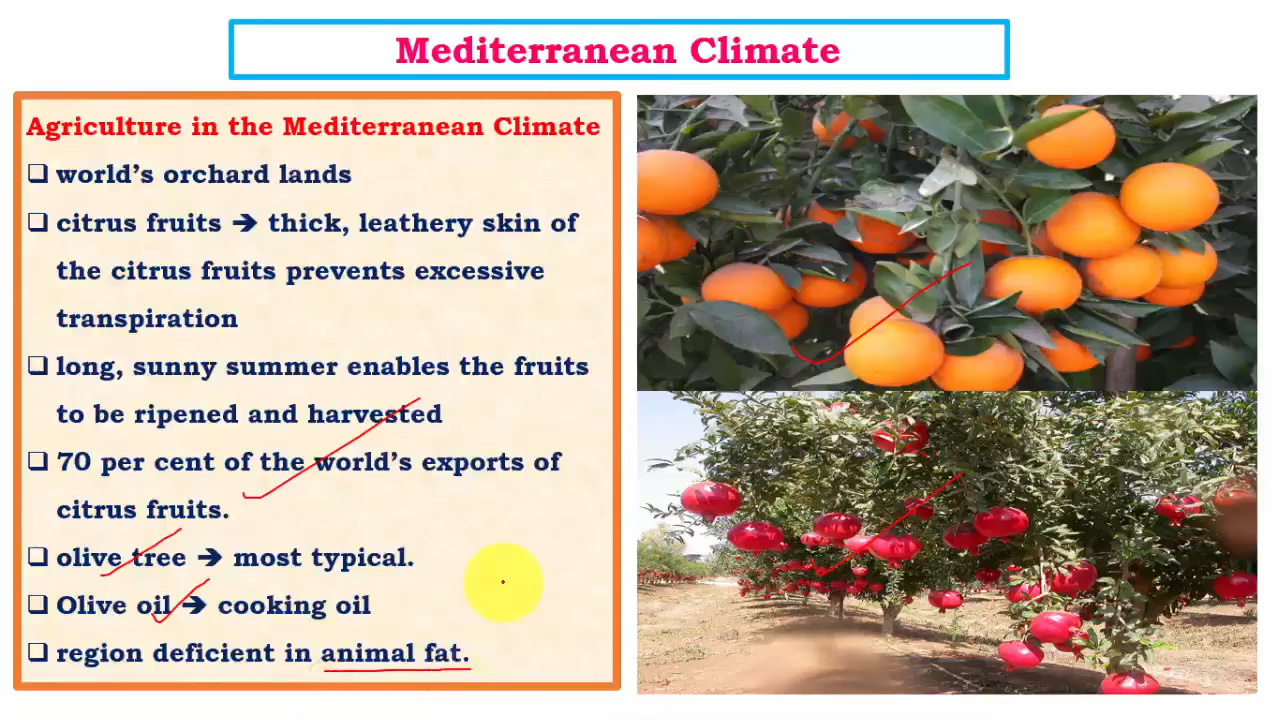 Mediterranean Climate
Agriculture in the Mediterranean Climate
❑ world's orchard lands
❑ citrus fruits ➔ thick, leathery skin of
the citrus fruits prevents excessive
transpiration
❑ long, sunny summer enables the fruits
to be ripened and harvested
❑ 70 per cent of the world's exports of
citrus fruits.
❑ olive tree ➔ most typical.
❑ Olive oil ➔ cooking oil
❑ region deficient in animal fat.